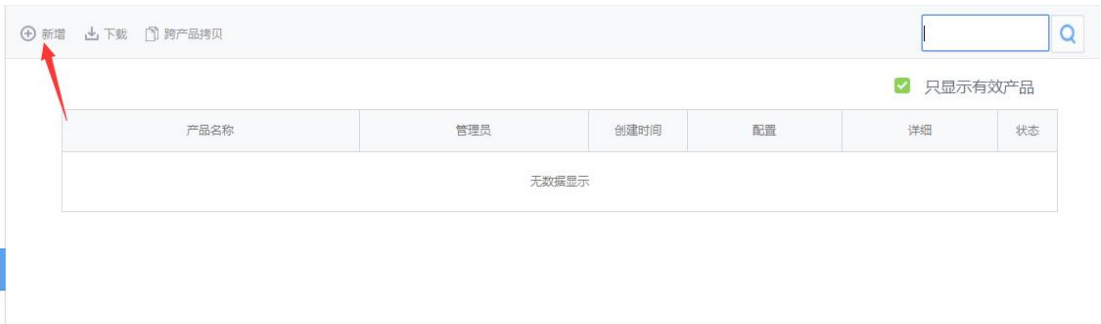 新增 下载 跨产品拷贝
只显示有效产品
产品名称 管理员 创建时间 配置 详细 状态
无数据显示